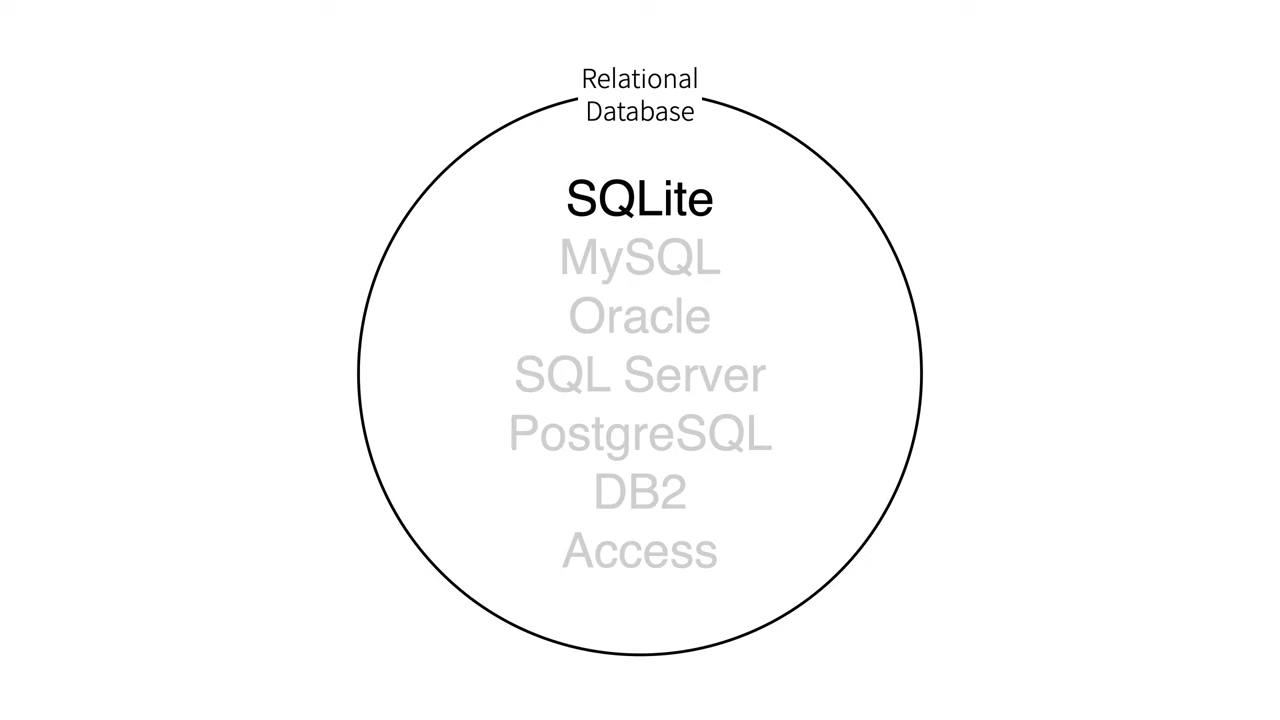 Relational
Database
SQLite
MySQL
Oracle
SQL Server
PostgreSQL
DB2
Access